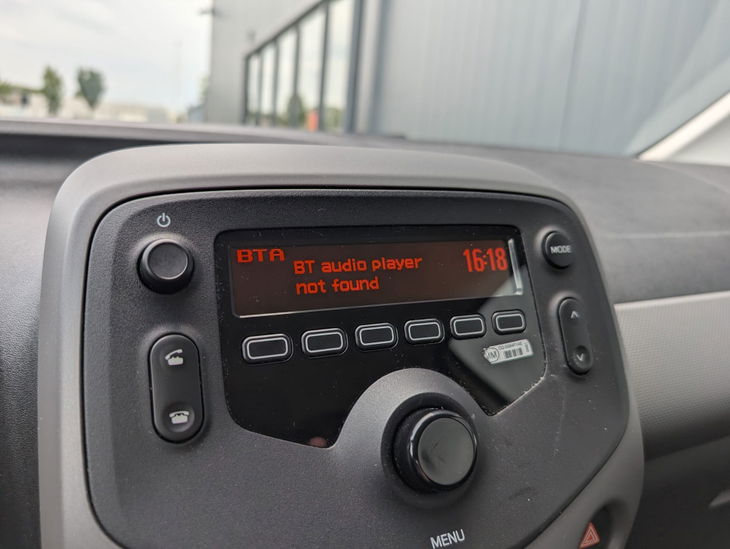 BTA
BT audio player
not found
16:18
MODE
MENU